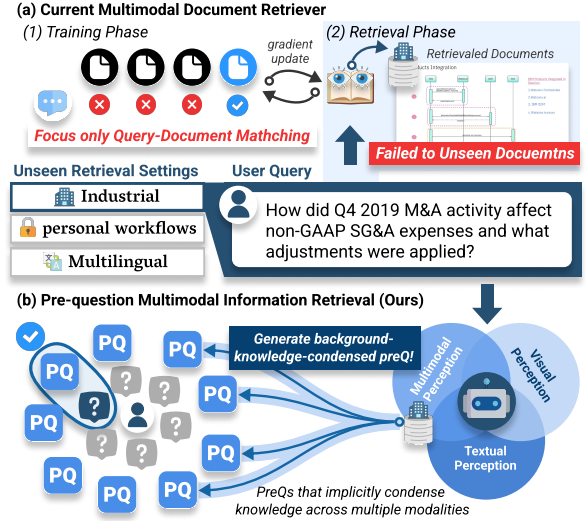 (a) Current Multimodal Document Retriever
(1) Training Phase
(2) Retrieval Phase
gradient
update
Retrievaled Documents
ducts Integration
Focus only Query-Document Mathching
Failed to Unseen Docuemtns
Unseen Retrieval Settings
User Query
Industrial
personal workflows
Multilingual
How did Q4 2019 M&A activity affect
non-GAAP SG&A expenses and what
adjustments were applied?
(b) Pre-question Multimodal Information Retrieval (Ours)
Generate background-
knowledge-condensed preQ!
PQ
PQ
PQ
PQ
PQ
PQ
PQ
PQ
PQ
?
?
?
?
?
?
Multimodal
Perception
Visual
Perception
Textual
Perception
PreQs that implicitly condense
knowledge across multiple modalities